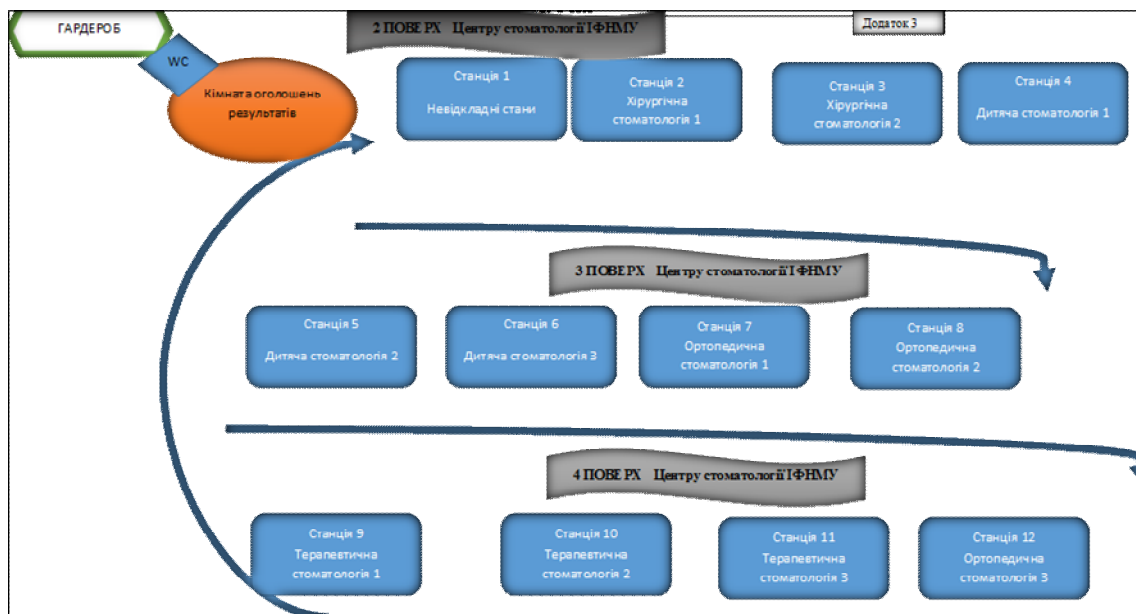 ГАРДЕРОБ
2 ПОВЕРХ Центру стоматології ІФНМУ
Додаток 3
WC
Кімната оголошень
результатів
Станція 1
Невідкладні стани
Станція 2
Хірургічна
стоматологія 1
Станція 3
Хірургічна
стоматологія 2
Станція 4
Дитяча стоматологія 1
3 ПОВЕРХ Центру стоматології ІФНМУ
Станція 5
Дитяча стоматологія 2
Станція 6
Дитяча стоматологія 3
Станція 7
Ортопедична
стоматологія 1
Станція 8
Ортопедична
стоматологія 2
4 ПОВЕРХ Центру стоматології ІФНМУ
Станція 9
Терапевтична
стоматологія 1
Станція 10
Терапевтична
стоматологія 2
Станція 11
Терапевтична
стоматологія 3
Станція 12
Ортопедична
стоматологія 3